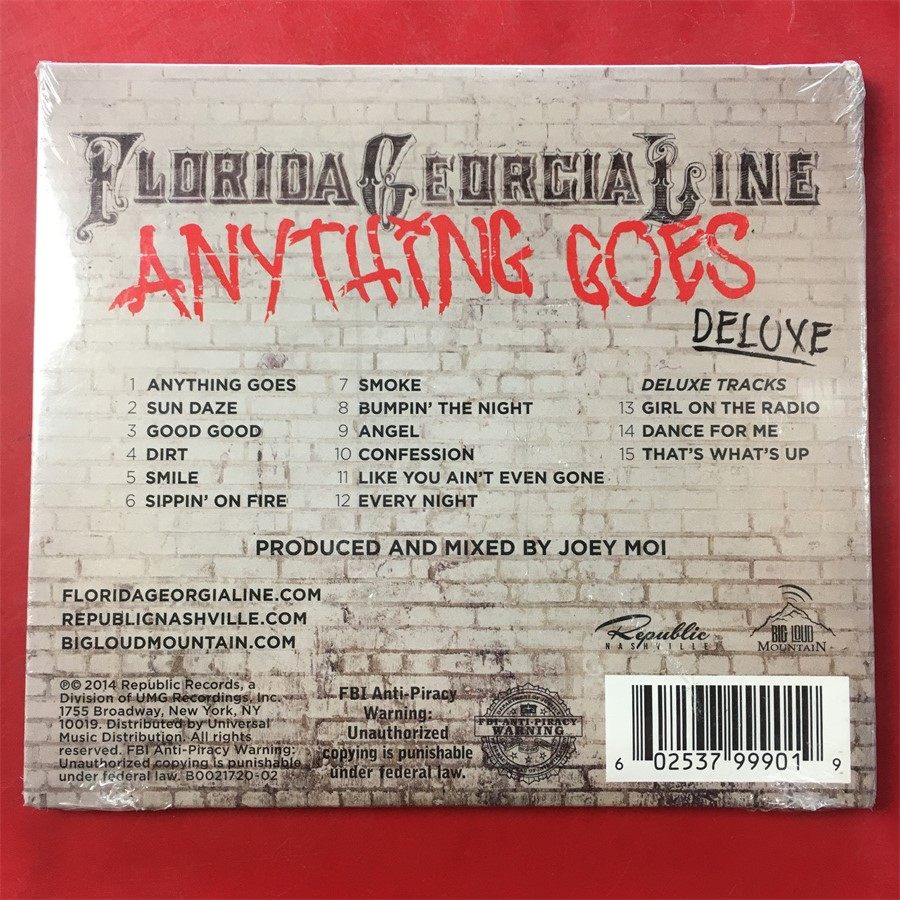 FLORIDA GEORGIA LINE
ANYTHING GOES
DELUXE
1 ANYTHING GOES
2 SUN DAZE
3 GOOD GOOD
4 DIRT
5 SMILE
6 SIPPIN' ON FIRE
7 SMOKE
8 BUMPIN' THE NIGHT
9 ANGEL
10 CONFESSION
11 LIKE YOU AIN'T EVEN GONE
12 EVERY NIGHT
DELUXE TRACKS
13 GIRL ON THE RADIO
14 DANCE FOR ME
15 THAT'S WHAT'S UP
PRODUCED AND MIXED BY JOEY MOI
FLORIDAGEORGIALINE.COM
REPUBLICNASHVILLE.COM
BIGLOUDMOUNTAIN.COM
Republic
NASHVILLE
BIG LOUD
MOUNTAIN
℗© 2014 Republic Records, a
Division of UMG Recordings, Inc.
1755 Broadway, New York, NY
10019. Distributed by Universal
Music Distribution. All rights
reserved. FBI Anti-Piracy Warning:
Unauthorized copying is punishable
under federal law. B0021720-02
FBI Anti-Piracy
Warning:
Unauthorized
copying is punishable
under federal law.
FBI ANTI-PIRACY
WARNING
6 02537 99901 9